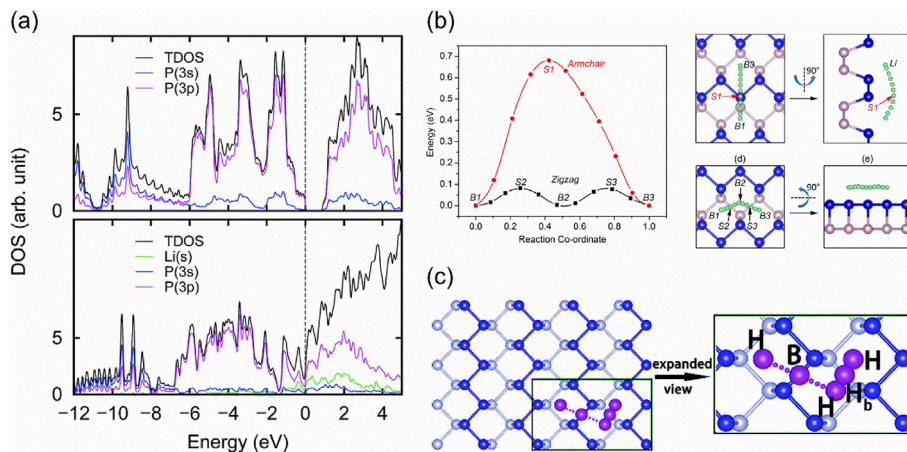 (a)
TDOS
P(3s)
P(3p)
5
0
TDOS
Li(s)
P(3s)
P(3p)
5
0
DOS (arb. unit)
−12 −10 −8 −6 −4 −2 0 2 4
Energy (eV)
(b)
0.7
0.6
0.5
0.4
0.3
0.2
0.1
0.0
Energy (eV)
S1 Armchair
Zigzag
B1 S2 B2 S3 B3
0.0 0.2 0.4 0.6 0.8 1.0
Reaction Co-ordinate
B3
S1
B1
90°
Li
S1
(d)
B2
B1 B3
S2 S3
90°
(e)
(c)
expanded
view
H B H
H H_b